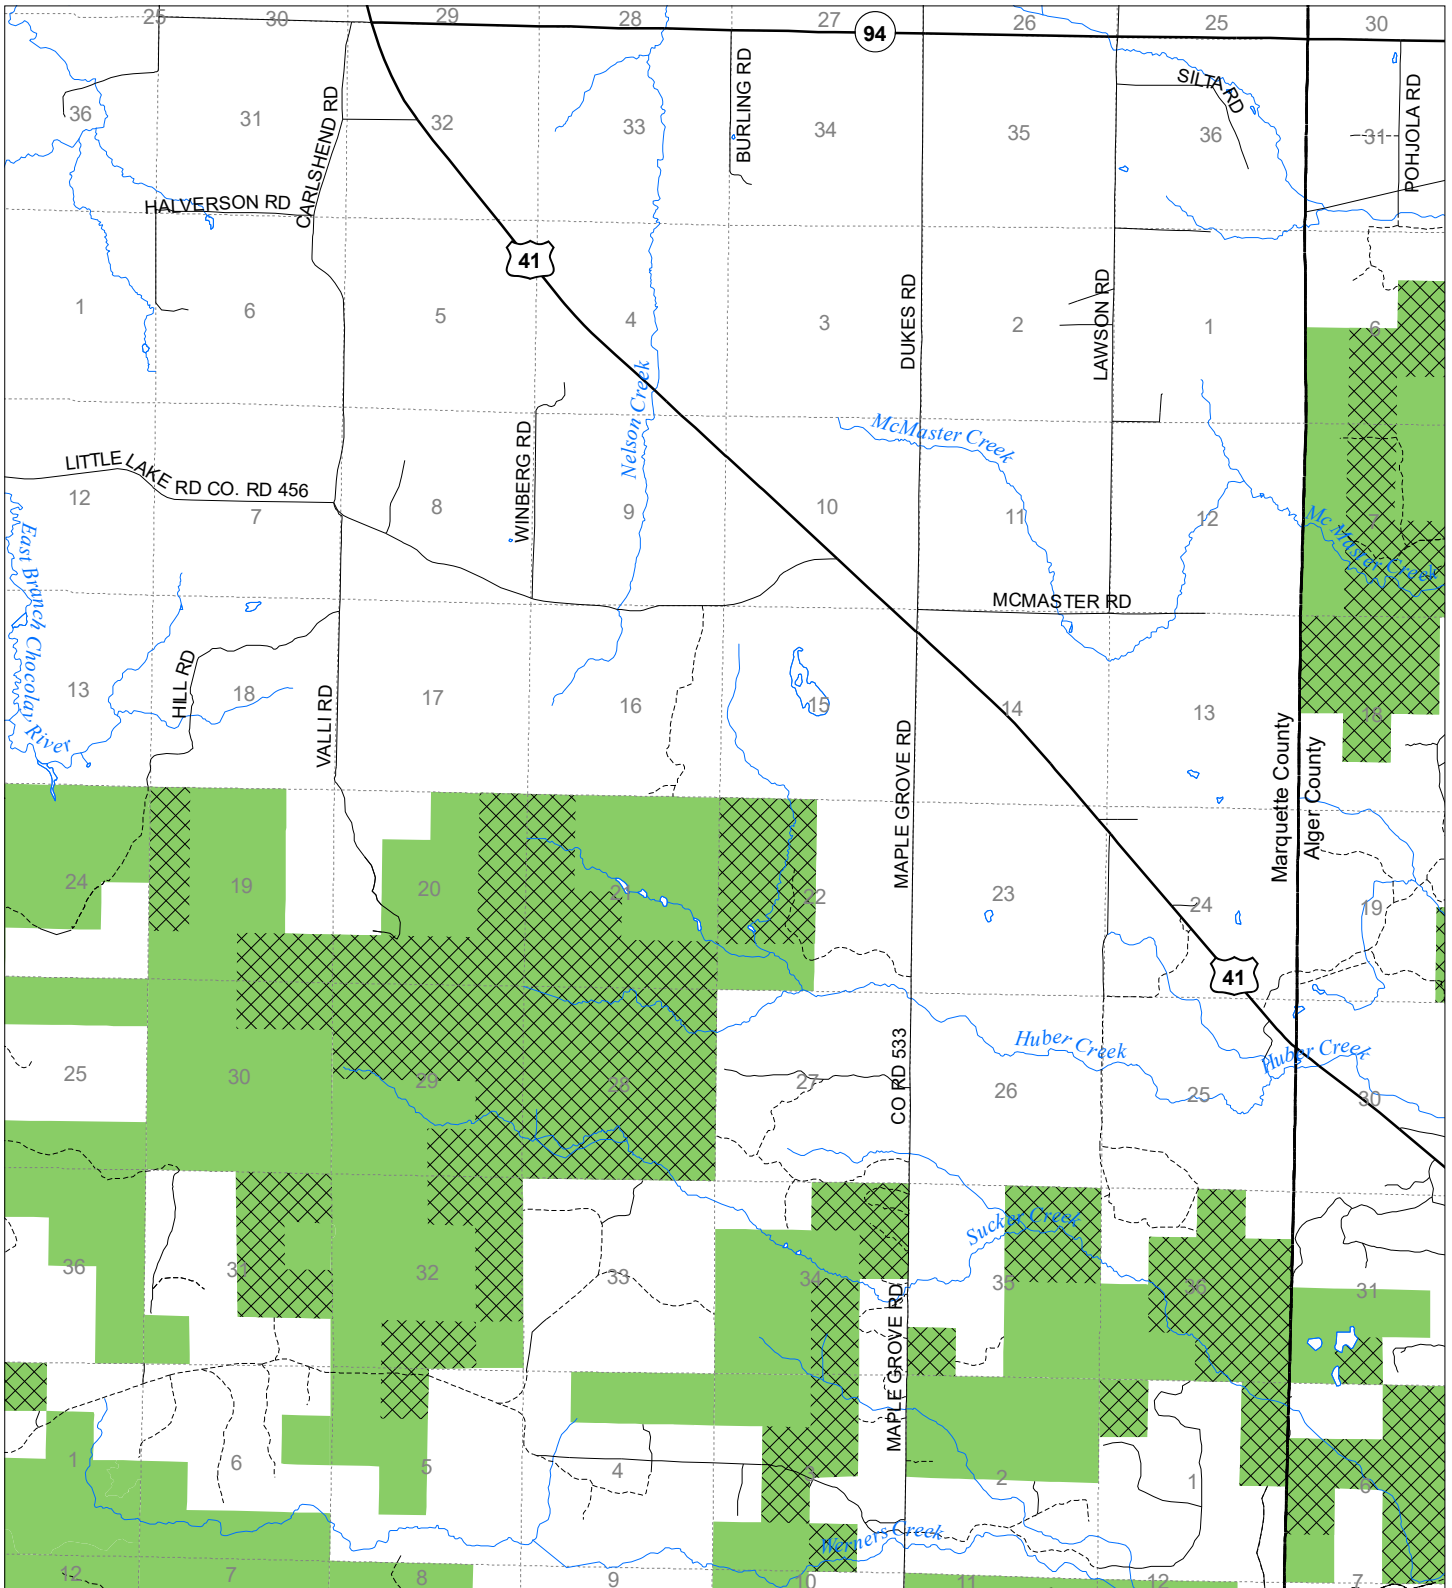 25 30 29 28 27 26 25 30
94
36 31 32 33 34 35 36 31
CARLSHEND RD
BURLING RD
SILTA RD
POHJOLA RD
HALVERSON RD
41
1 6 5 4 3 2 1 6
DUKES RD
LAWSON RD
Nelson Creek
McMaster Creek
WINBERG RD
LITTLE LAKE RD CO. RD 456
12 7 8 9 10 11 12 7
Mc Master Creek
East Branch Chocolay River
MCMASTER RD
13 18 17 16 15 14 13 18
HILL RD
VALLI RD
MAPLE GROVE RD
Marquette County
Alger County
24 19 20 21 22 23 24 19
41
Huber Creek
Huber Creek
CO RD 533
25 30 29 28 27 26 25 30
Sucker Creek
36 31 32 33 34 35 36 31
MAPLE GROVE RD
1 6 5 4 3 2 1 6
Werners Creek
12 7 8 9 10 11 12 7